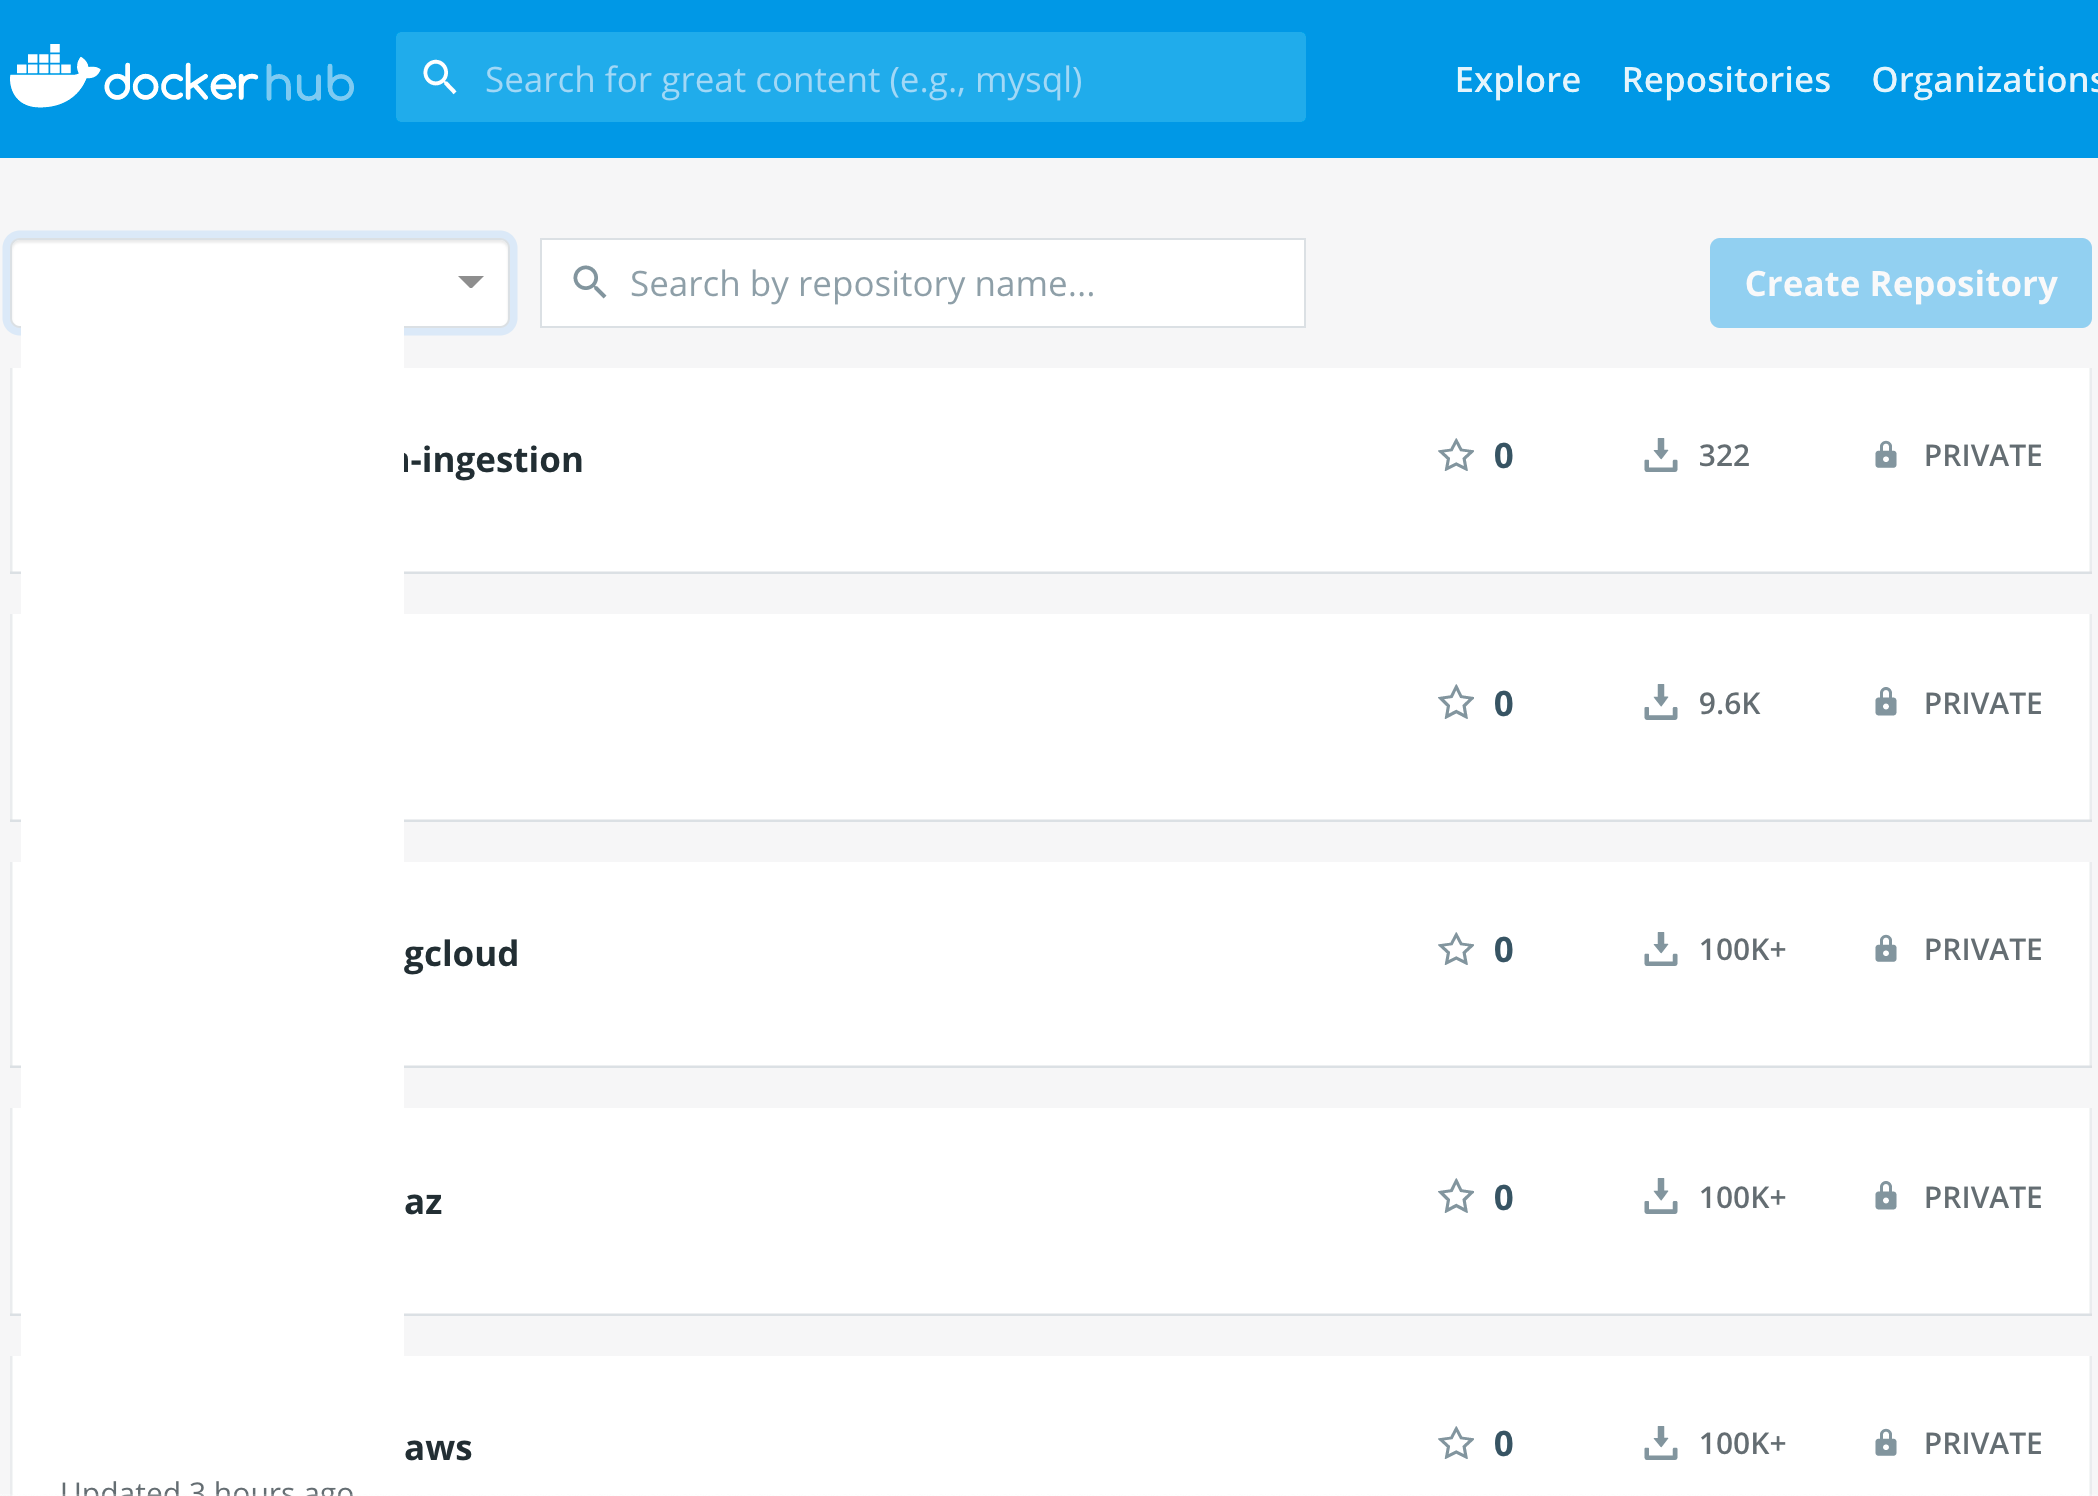 docker hub Search for great content (e.g., mysql) Explore Repositories Organizations
Search by repository name... Create Repository
-ingestion 0 322 PRIVATE
0 9.6K PRIVATE
gcloud 0 100K+ PRIVATE
az 0 100K+ PRIVATE
aws 0 100K+ PRIVATE
Updated 3 hours ago